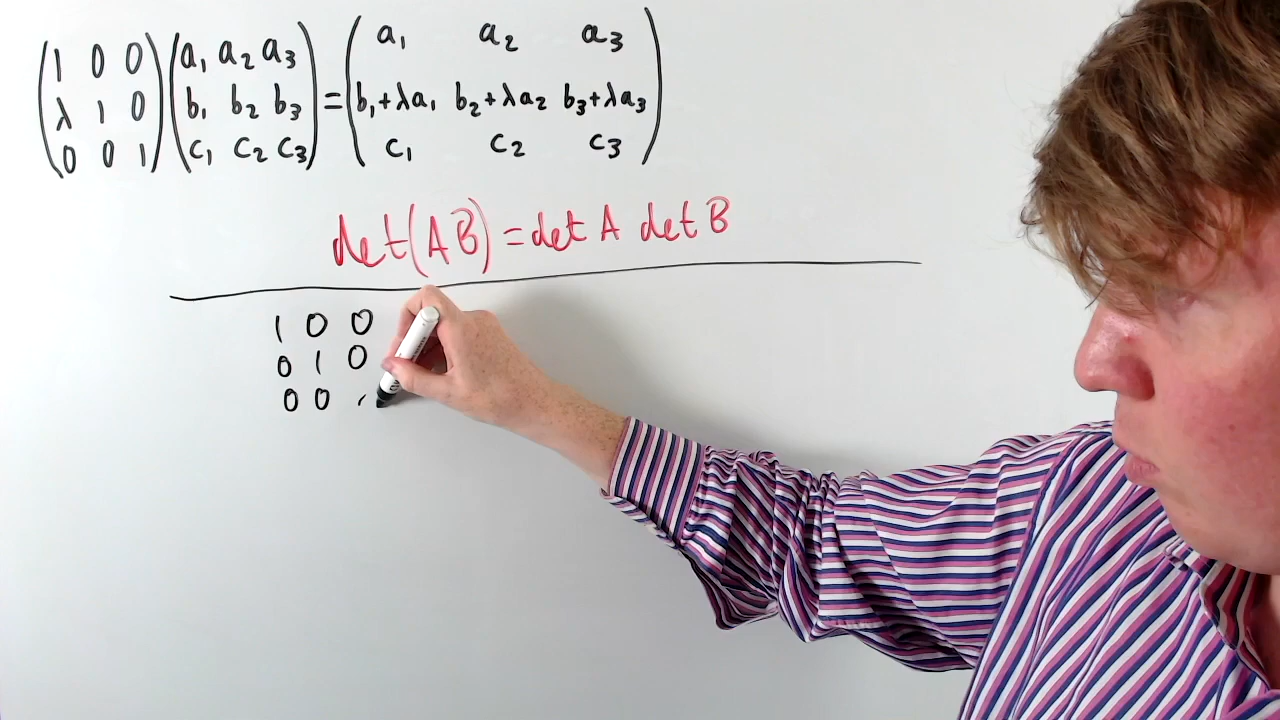 1 0 0 a₁ a₂ a₃ a₁ a₂ a₃
λ 1 0 b₁ b₂ b₃ = b₁+λa₁ b₂+λa₂ b₃+λa₃
0 0 1 c₁ c₂ c₃ c₁ c₂ c₃
det(AB) = det A det B
1 0 0
0 1 0
0 0